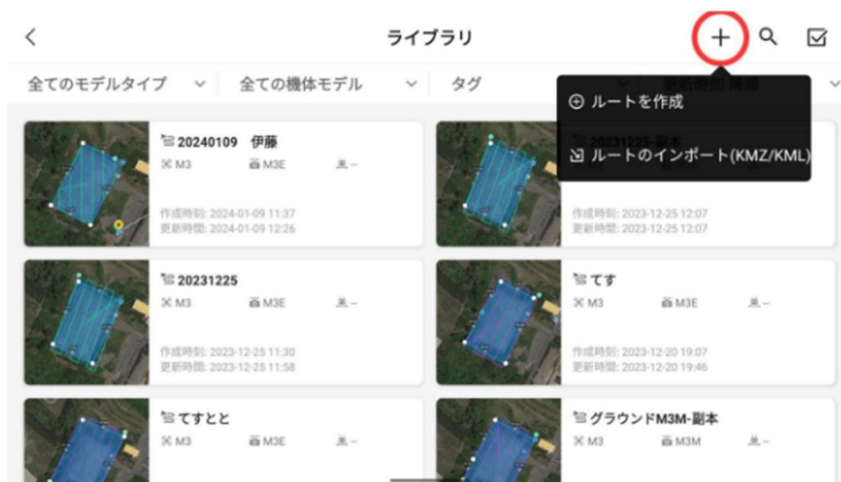 ライブラリ
全てのモデルタイプ 全ての機体モデル タグ
ルートを作成
ルートのインポート(KMZ/KML)
20240109 伊藤
M3 M3E --
作成時刻: 2024-01-09 11:37
更新時間: 2024-01-09 12:26
20231225-副本
作成時刻: 2023-12-25 12:07
更新時間: 2023-12-25 12:07
20231225
M3 M3E --
作成時刻: 2023-12-25 11:30
更新時間: 2023-12-25 11:58
てす
M3 M3E --
作成時刻: 2023-12-20 19:07
更新時間: 2023-12-20 19:46
てすとと
M3 M3E --
グラウンドM3M-副本
M3 M3M --